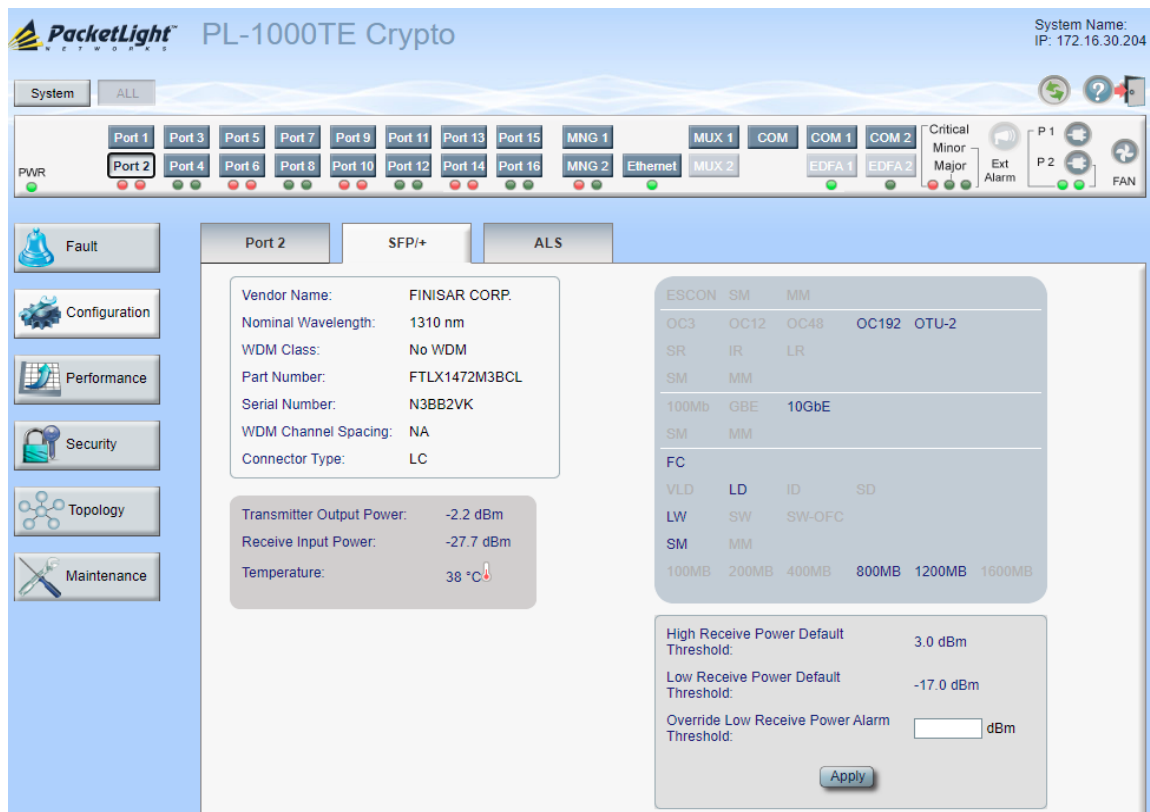 PacketLight™ PL-1000TE Crypto
NETWORKS
System Name:
IP: 172.16.30.204
System ALL
Port 1 Port 3 Port 5 Port 7 Port 9 Port 11 Port 13 Port 15 MNG 1 MUX 1 COM COM 1 COM 2
Port 2 Port 4 Port 6 Port 8 Port 10 Port 12 Port 14 Port 16 MNG 2 Ethernet MUX 2 EDFA 1 EDFA 2
PWR
Critical
Minor
Major
Ext
Alarm
P 1
P 2
FAN
Fault
Configuration
Performance
Security
Topology
Maintenance
Port 2 SFP/+ ALS
Vendor Name: FINISAR CORP.
Nominal Wavelength: 1310 nm
WDM Class: No WDM
Part Number: FTLX1472M3BCL
Serial Number: N3BB2VK
WDM Channel Spacing: NA
Connector Type: LC
Transmitter Output Power: -2.2 dBm
Receive Input Power: -27.7 dBm
Temperature: 38 °C
ESCON SM MM
OC3 OC12 OC48 OC192 OTU-2
SR IR LR
SM MM
100Mb GBE 10GbE
SM MM
FC
VLD LD ID SD
LW SW SW-OFC
SM MM
100MB 200MB 400MB 800MB 1200MB 1600MB
High Receive Power Default
Threshold: 3.0 dBm
Low Receive Power Default
Threshold: -17.0 dBm
Override Low Receive Power Alarm
Threshold: dBm
Apply